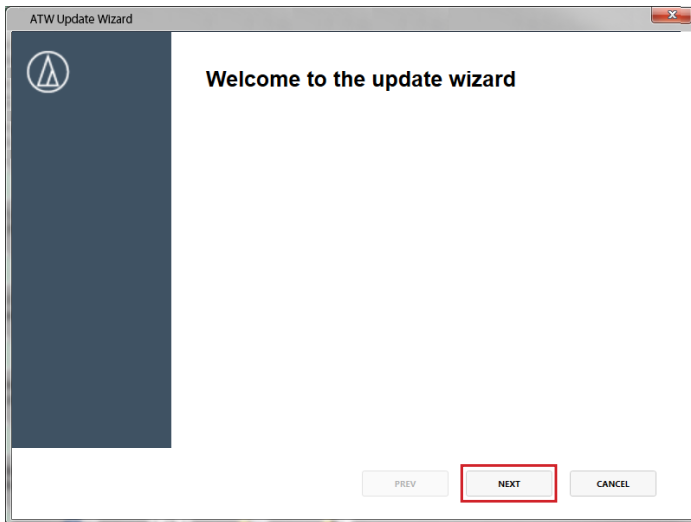 ATW Update Wizard
Welcome to the update wizard
PREV NEXT CANCEL